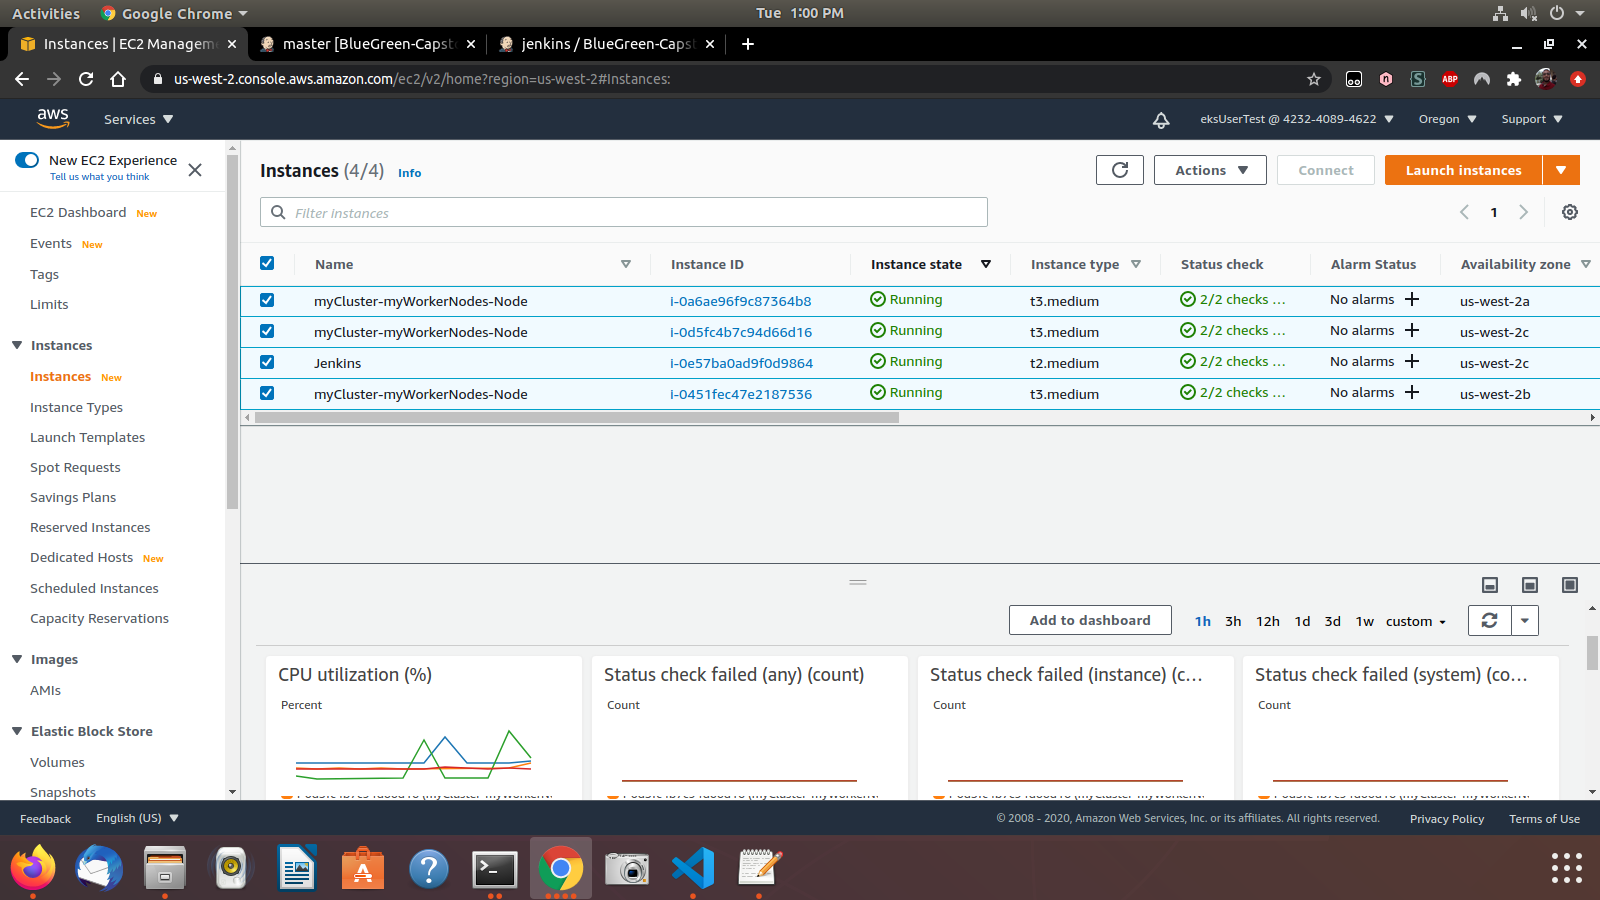 Activities
Google Chrome
Tue 1:00 PM
Instances | EC2 Manageme
master [BlueGreen-Capsto
jenkins / BlueGreen-Capst
us-west-2.console.aws.amazon.com/ec2/v2/home?region=us-west-2#Instances:
ABP
aws
Services
eksUserTest @ 4232-4089-4622
Oregon
Support
New EC2 Experience
Tell us what you think
EC2 Dashboard New
Events New
Tags
Limits
Instances
Instances New
Instance Types
Launch Templates
Spot Requests
Savings Plans
Reserved Instances
Dedicated Hosts New
Scheduled Instances
Capacity Reservations
Images
AMIs
Elastic Block Store
Volumes
Snapshots
Instances (4/4) Info
Actions
Connect
Launch instances
Filter instances
1
Name Instance ID Instance state Instance type Status check Alarm Status Availability zone
myCluster-myWorkerNodes-Node i-0a6ae96f9c87364b8 Running t3.medium 2/2 checks ... No alarms us-west-2a
myCluster-myWorkerNodes-Node i-0d5fc4b7c94d66d16 Running t3.medium 2/2 checks ... No alarms us-west-2c
Jenkins i-0e57ba0ad9f0d9864 Running t2.medium 2/2 checks ... No alarms us-west-2c
myCluster-myWorkerNodes-Node i-0451fec47e2187536 Running t3.medium 2/2 checks ... No alarms us-west-2b
Add to dashboard
1h 3h 12h 1d 3d 1w custom
CPU utilization (%)
Percent
Status check failed (any) (count)
Count
Status check failed (instance) (c...
Count
Status check failed (system) (co...
Count
Feedback
English (US)
© 2008 - 2020, Amazon Web Services, Inc. or its affiliates. All rights reserved.
Privacy Policy
Terms of Use